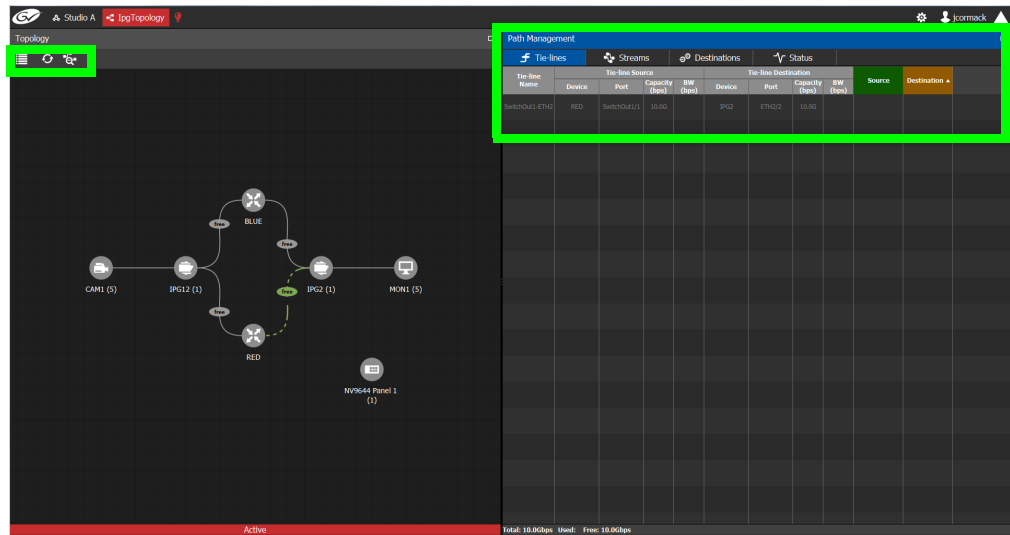 GV Studio A IpgTopology jcormack
Topology
Path Management
Tie-lines Streams Destinations Status
Tie-line Name Tie-line Source Tie-line Destination Source Destination
Device Port Capacity (bps) BW (bps) Device Port Capacity (bps) BW (bps)
SwitchOut1-ETH2 RED SwitchOut1/1 10.0G IPG2 ETH2/2 10.0G
free
BLUE
free
CAM1 (5) IPG12 (1) free IPG2 (1) MON1 (5)
free
RED
NV9644 Panel 1
(1)
Active
Total: 10.0Gbps Used: Free: 10.0Gbps